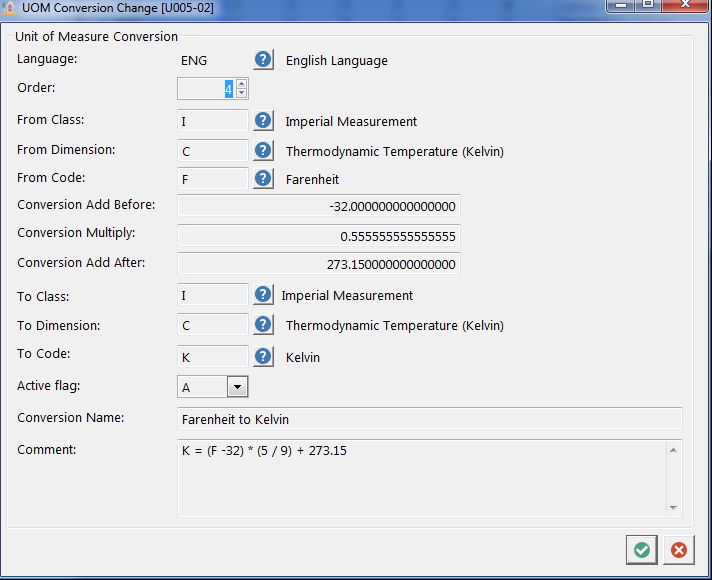 UOM Conversion Change [U005-02]
Unit of Measure Conversion
Language: ENG ? English Language
Order: 4
From Class: I ? Imperial Measurement
From Dimension: C ? Thermodynamic Temperature (Kelvin)
From Code: F ? Farenheit
Conversion Add Before: -32.000000000000000
Conversion Multiply: 0.555555555555555
Conversion Add After: 273.150000000000000
To Class: I ? Imperial Measurement
To Dimension: C ? Thermodynamic Temperature (Kelvin)
To Code: K ? Kelvin
Active flag: A
Conversion Name: Farenheit to Kelvin
Comment: K = (F -32) * (5 / 9) + 273.15